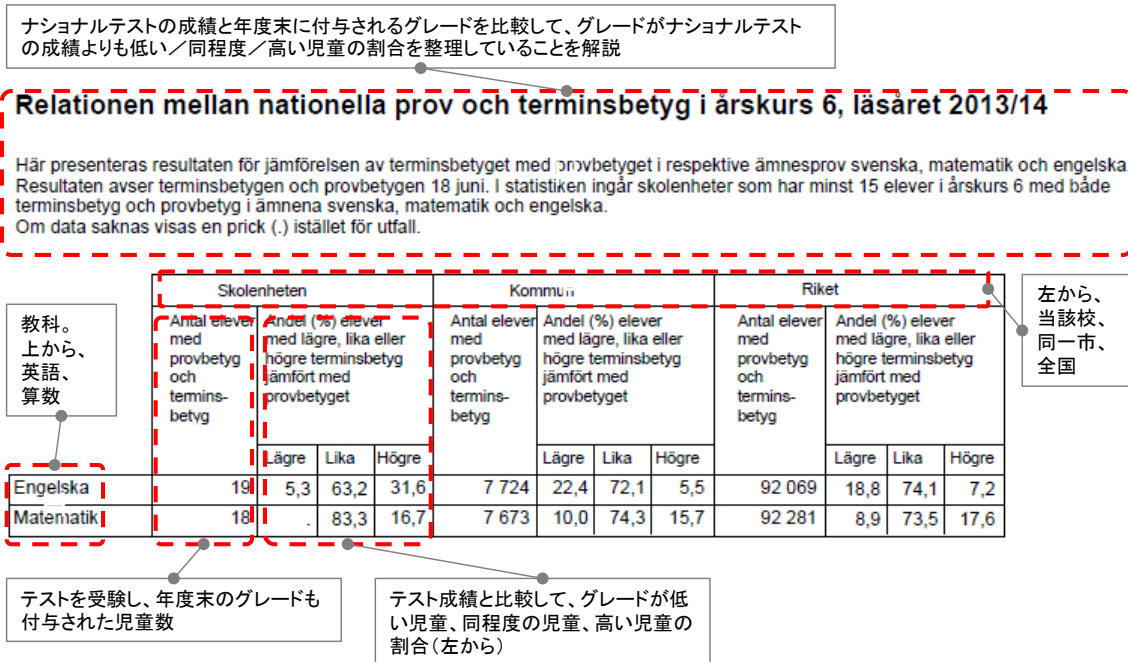 ナショナルテストの成績と年度末に付与されるグレードを比較して、グレードがナショナルテスト
の成績よりも低い／同程度／高い児童の割合を整理していることを解説
Relationen mellan nationella prov och terminsbetyg i årskurs 6, läsåret 2013/14
Här presenteras resultaten för jämförelsen av terminsbetyget med provbetyget i respektive ämnesprov svenska, matematik och engelska
Resultaten avser terminsbetygen och provbetygen 18 juni. I statistiken ingår skolenheter som har minst 15 elever i årskurs 6 med både
terminsbetyg och provbetyg i ämnena svenska, matematik och engelska.
Om data saknas visas en prick (.) istället för utfall.
教科。
上から、
英語、
算数
Skolenheten Kommun Riket
左から、
当該校、
同一市、
全国
Antal elever
med
provbetyg
och
termins-
betyg
Andel (%) elever
med lägre, lika eller
högre terminsbetyg
jämfört med
provbetyget
Antal elever
med
provbetyg
och
termins-
betyg
Andel (%) elever
med lägre, lika eller
högre terminsbetyg
jämfört med
provbetyget
Antal elever
med
provbetyg
och
termins-
betyg
Andel (%) elever
med lägre, lika eller
högre terminsbetyg
jämfört med
provbetyget
Lägre Lika Högre Lägre Lika Högre Lägre Lika Högre
Engelska 19 5,3 63,2 31,6 7 724 22,4 72,1 5,5 92 069 18,8 74,1 7,2
Matematik 18 . 83,3 16,7 7 673 10,0 74,3 15,7 92 281 8,9 73,5 17,6
テストを受験し、年度末のグレードも
付与された児童数
テスト成績と比較して、グレードが低
い児童、同程度の児童、高い児童の
割合（左から）